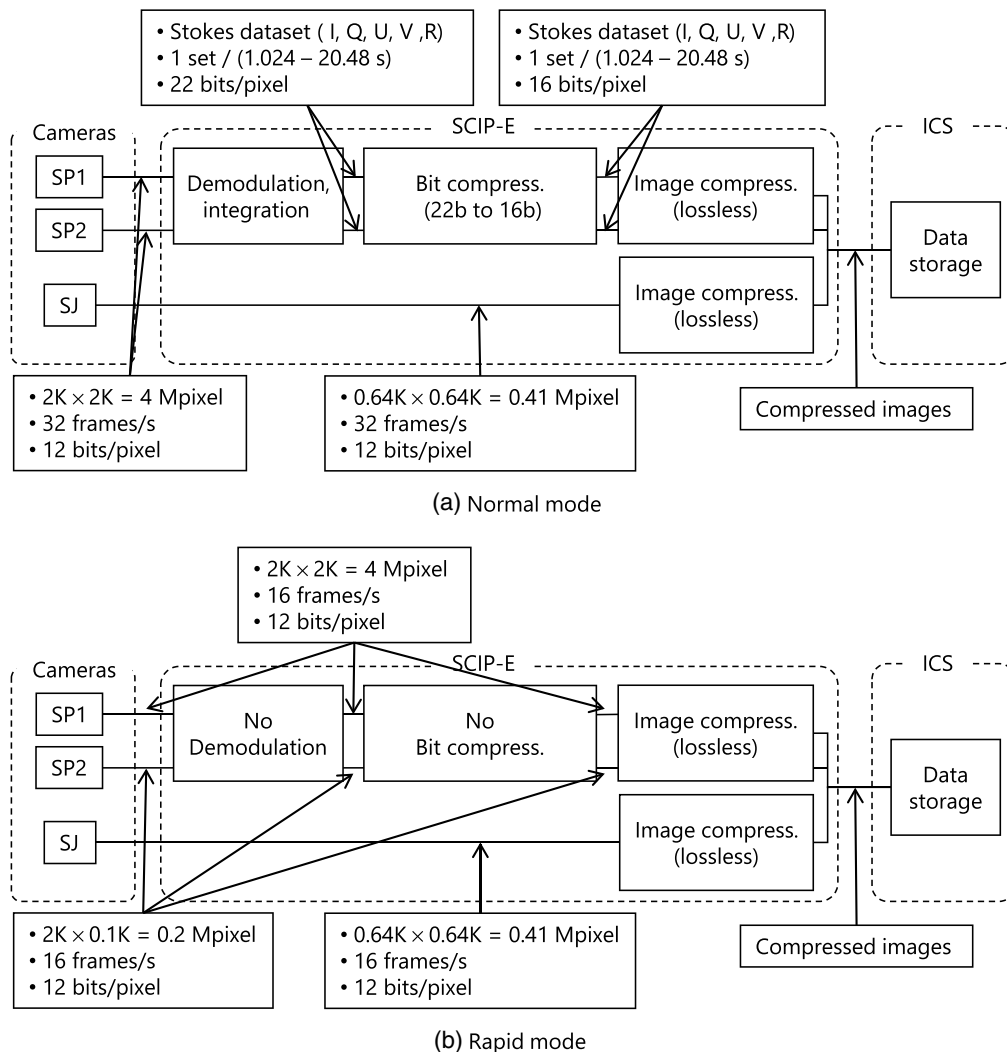 • Stokes dataset ( I, Q, U, V ,R)
• 1 set / (1.024 – 20.48 s)
• 22 bits/pixel
• Stokes dataset (I, Q, U, V ,R)
• 1 set / (1.024 – 20.48 s)
• 16 bits/pixel
Cameras
SCIP-E
ICS
SP1
SP2
SJ
Demodulation,
integration
Bit compress.
(22b to 16b)
Image compress.
(lossless)
Image compress.
(lossless)
Data
storage
• 2K × 2K = 4 Mpixel
• 32 frames/s
• 12 bits/pixel
• 0.64K × 0.64K = 0.41 Mpixel
• 32 frames/s
• 12 bits/pixel
Compressed images
(a) Normal mode
• 2K × 2K = 4 Mpixel
• 16 frames/s
• 12 bits/pixel
Cameras
SCIP-E
ICS
SP1
SP2
SJ
No
Demodulation
No
Bit compress.
Image compress.
(lossless)
Image compress.
(lossless)
Data
storage
• 2K × 0.1K = 0.2 Mpixel
• 16 frames/s
• 12 bits/pixel
• 0.64K × 0.64K = 0.41 Mpixel
• 16 frames/s
• 12 bits/pixel
Compressed images
(b) Rapid mode